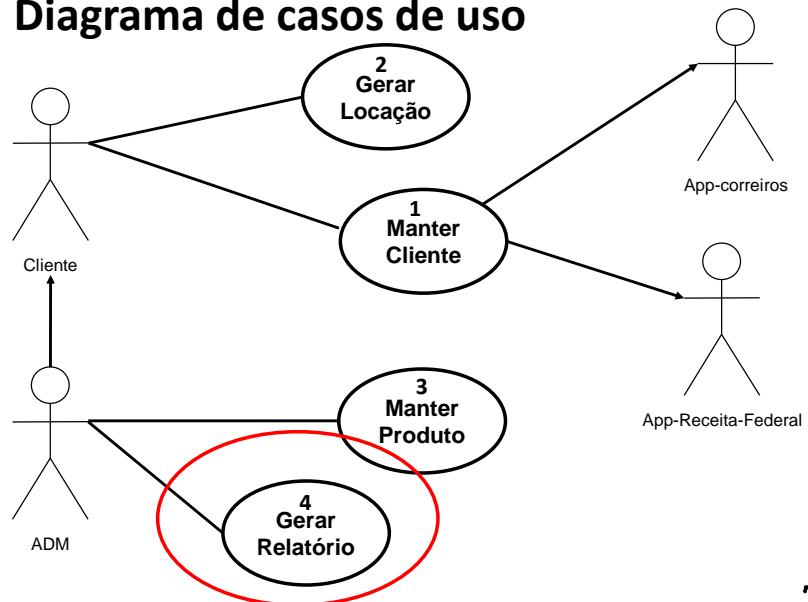 Diagrama de casos de uso
2
Gerar
Locação
App-correiros
1
Manter
Cliente
Cliente
3
Manter
Produto
App-Receita-Federal
4
Gerar
Relatório
ADM